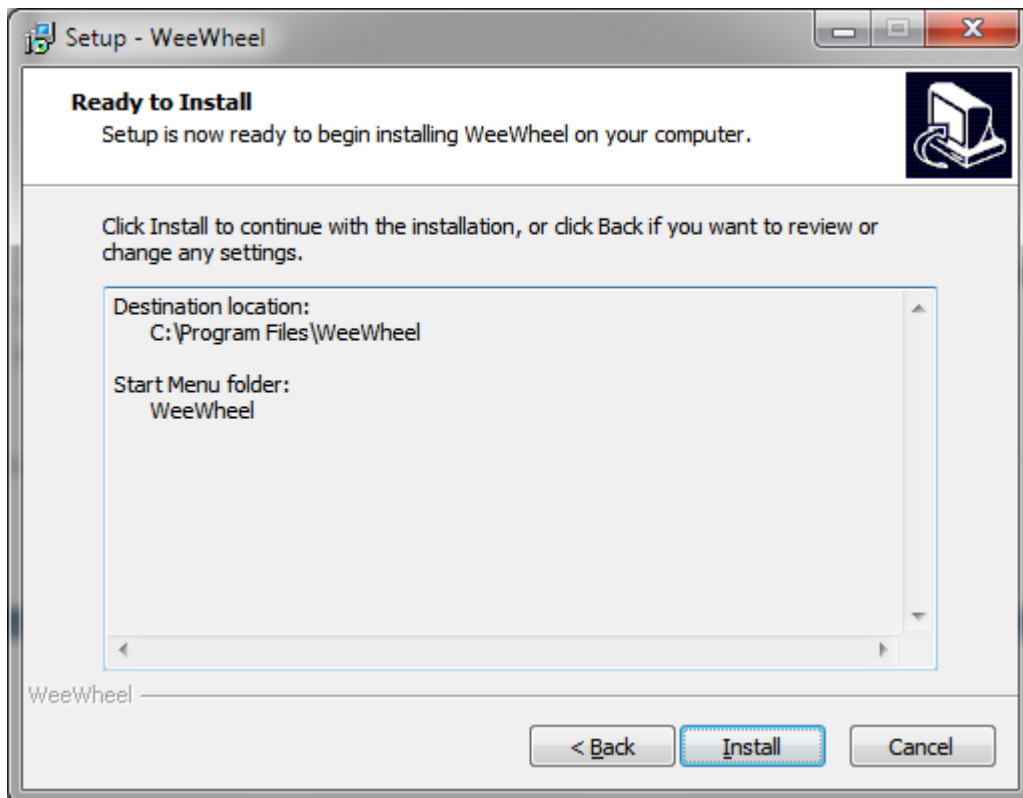 Setup - WeeWheel
Ready to Install
Setup is now ready to begin installing WeeWheel on your computer.
Click Install to continue with the installation, or click Back if you want to review or
change any settings.
Destination location:
C:\Program Files\WeeWheel
Start Menu folder:
WeeWheel
WeeWheel
< Back
Install
Cancel